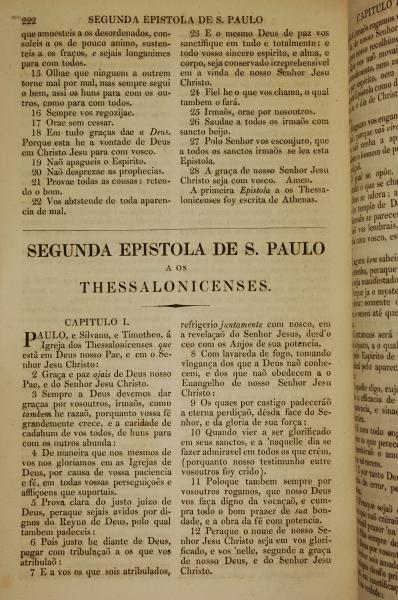 222
SEGUNDA EPISTOLA DE S. PAULO
que amoesteis a os desordenados, con-
soleis a os de pouco animo, susten-
teis a os fraços, e sejais longanimes
para com todos.
15 Olhae que ninguem a outrem
torne mal por mal, mas sempre segui
o bem, assi os huns para com os ou-
tros, como para com todos.
16 Sempre vos regozijae.
17 Orae sem cessar.
18 Em tudo graças dae a Deus.
Porque esta he a vontade de Deus
em Christo Jesu para com vosco.
19 Naõ apagueis o Espirito.
20 Naõ desprezae as prophecias.
21 Provae todas as cousas: reten-
do o bom.
22 Vos abtstende de toda aparen-
cia de mal.
23 E o mesmo Deus de paz vos
sanctifique em tudo e totalmente: e
todo vosso sincero espirito, e alma, e
corpo, seja conservado irreprehensivel
em a vinda de nosso Senhor Jesu
Christo.
24 Fiel he o que vos chama, o qual
tambem o fará.
25 Irmaõs, orae por nosoutros.
26 Saudae a todos os irmaõs com
sancto beijo.
27 Polo Senhor vos esconjuro, que
a todos os sanctos irmaõs se lea esta
Epistola.
28 A graça de nosso Senhor Jesu
Christo seja com vosco. Amen.
A primeira Epistola a os Thessa-
lonicenses foy escrita de Athenas.
SEGUNDA EPISTOLA DE S. PAULO
A OS
THESSALONICENSES.
CAPITULO I.
PAULO, e Silvano, e Timotheo, á
Igreja dos Thessalonicenses que
está em Deus nosso Pae, e em o Se-
nhor Jesu Christo:
2 Graça e paz ajais de Deus nosso
Pae, e do Senhor Jesu Christo.
3 Sempre a Deus devemos dar
graças por vosoutros, irmaõs, como
tambem he razaõ, porquanto vossa fé
grandemente crece, e a caridade de
cadahum de vos todos, de huns para
com os outros abunda:
4 De maneira que nos mesmos de
vos nos gloriamos em as Igrejas de
Deus, por causa de vossa paciencia
e fé, em todas vossas perseguiçoẽs e
affliçoens que suportais.
5 Prova clara do justo juizo de
Deus, peraque sejais avidos por di-
gnos do Reyno de Deus, polo qual
tambem padeceis:
6 Pois justo he diante de Deus,
pagar com tribulaçaõ a os que vos
atribulaõ:
7 E a vos os que sois atribulados,
refrigerio juntamente com nosco, em
a revelaçaõ do Senhor Jesus, desd'o
ceo com os Anjos de sua potencia,
8 Com lavareda de fogo, tomando
vingança dos que a Deus naõ conhe-
cem, e dos que naõ obedecem a o
Euangelho de nosso Senhor Jesu
Christo:
9 Os quaes por castigo padeceráõ
a eterna perdiçaõ, désda face do Se-
nhor, e da gloria de sua força:
10 Quando vier a ser glorificado
em seus sanctos, e a 'naquelle dia se
fazer admiravel em todos os que crém,
(porquanto nosso testimunho entre
vosoutros foy crido).
11 Poloque tambem sempre por
vosoutros rogamos, que nosso Deus
vos faça digno da vocaçaõ, e cum-
pra todo o bom prazer de sua bon-
dade, e a obra da fé com potencia.
12 Peraque o nome de nosso Se-
nhor Jesu Christo seja em vos glori-
ficado, e vos 'nelle, segundo a graça
de nosso Deus, e do Senhor Jesu
Christo.